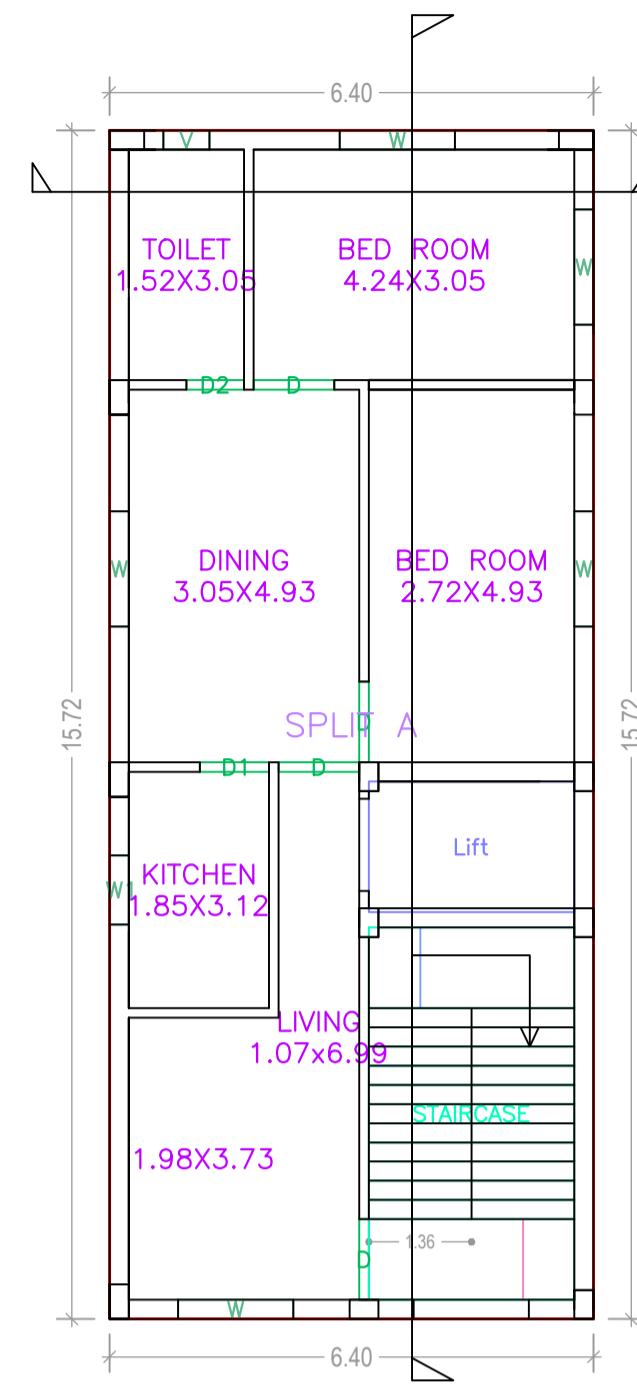 6.40
V
W
TOILET
1.52X3.05
BED ROOM
4.24X3.05
W
D2
D
DINING
3.05X4.93
BED ROOM
2.72X4.93
W
W
15.72
15.72
SPLIT A
D
D1
D
Lift
KITCHEN
1.85X3.12
W1
LIVING
1.07x6.99
STAIRCASE
1.98X3.73
1.36
D
W
6.40